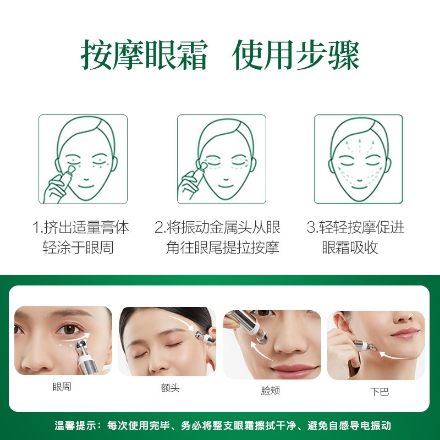 按摩眼霜 使用步骤
1.挤出适量膏体
轻涂于眼周
2.将振动金属头从眼
角往眼尾提拉按摩
3.轻轻按摩促进
眼霜吸收
眼周
额头
脸颊
下巴
温馨提示：每次使用完毕、务必将整支眼霜擦拭干净、避免自感导电振动